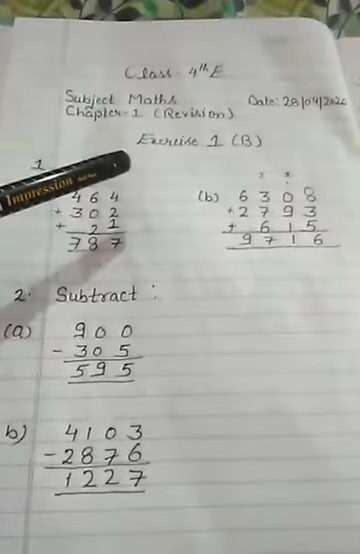 Class - 4th E
Subject Maths Date: 28/04/2020
Chapter-1 (Revision)
Exercise 1 (B)
1
Impression
4 6 4
+ 3 0 2
+ 2 1
7 8 7
(b) 6 3 0 8
+ 2 7 9 3
+ 6 1 5
9 7 1 6
2. Subtract :
(a) 9 0 0
- 3 0 5
5 9 5
b) 4 1 0 3
- 2 8 7 6
1 2 2 7